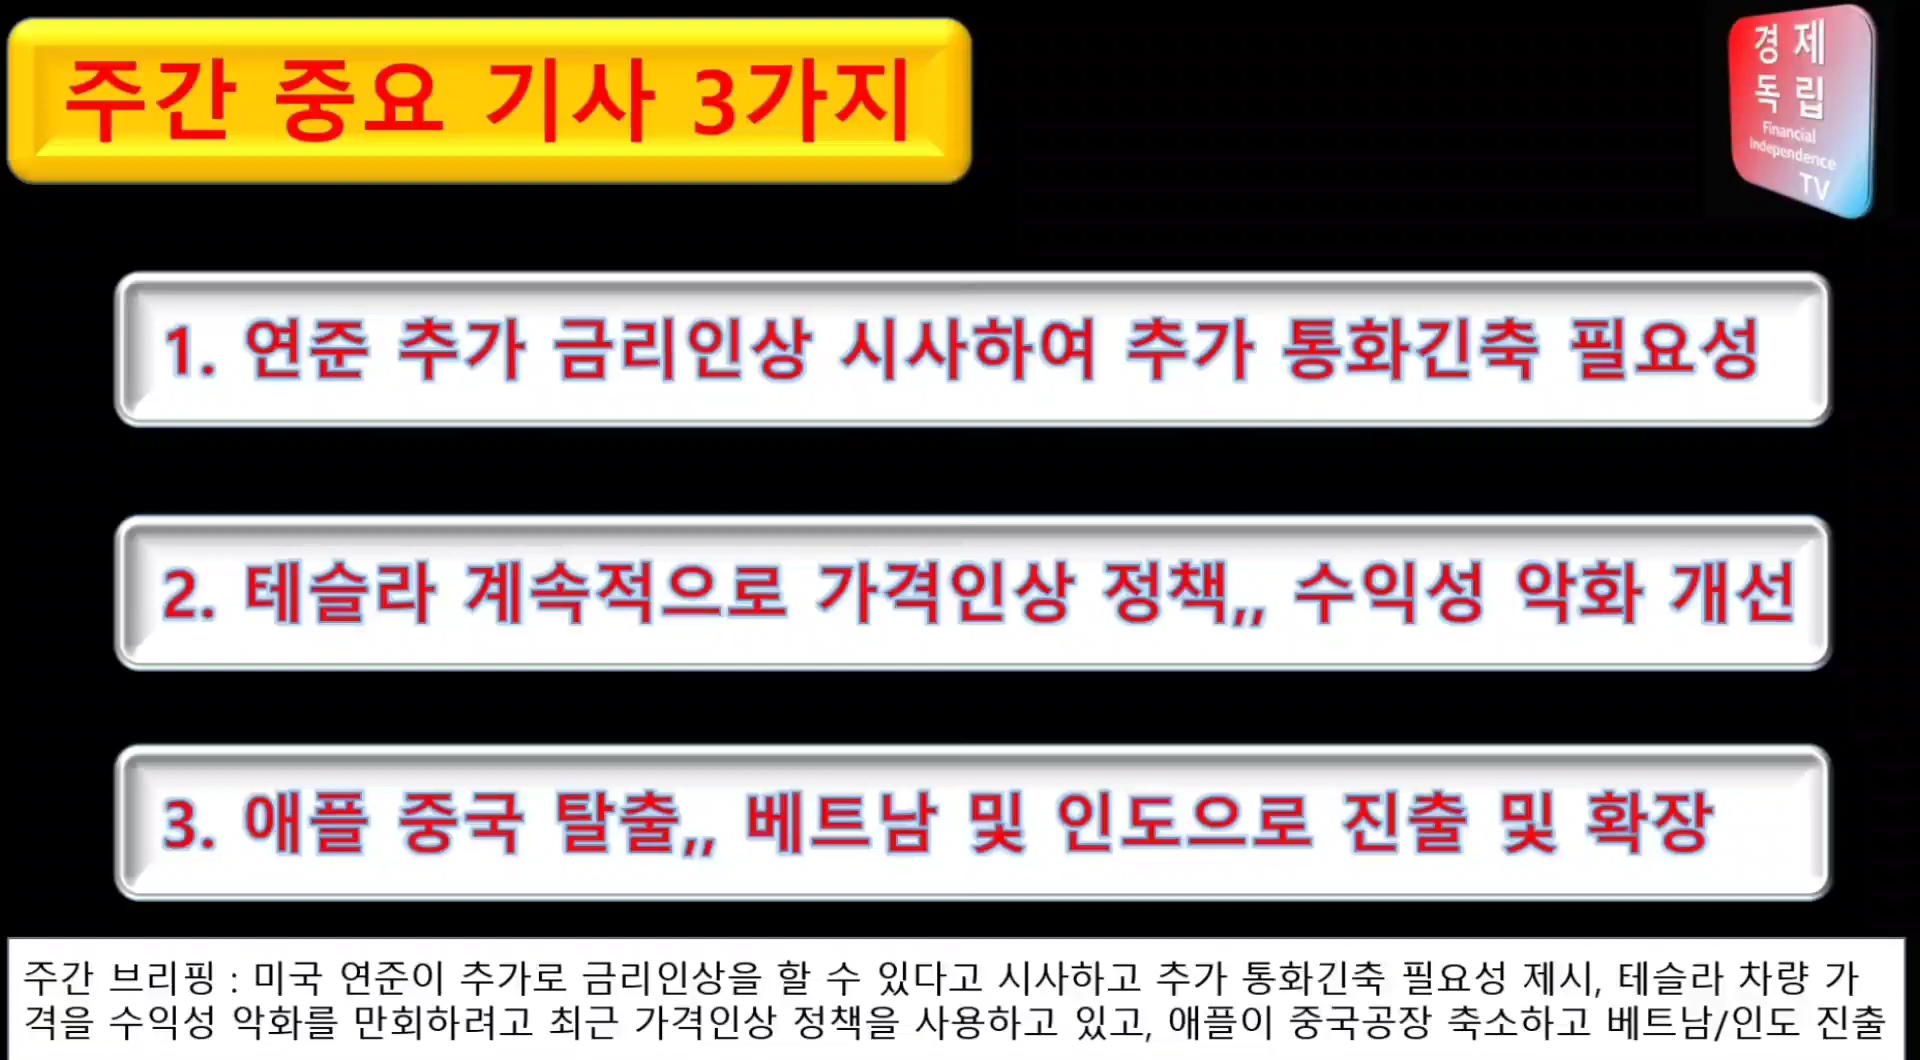 주간 중요 기사 3가지
경제
독립
Financial
Independence
TV
1. 연준 추가 금리인상 시사하여 추가 통화긴축 필요성
2. 테슬라 계속적으로 가격인상 정책,, 수익성 악화 개선
3. 애플 중국 탈출,, 베트남 및 인도으로 진출 및 확장
주간 브리핑 : 미국 연준이 추가로 금리인상을 할 수 있다고 시사하고 추가 통화긴축 필요성 제시, 테슬라 차량 가
격을 수익성 악화를 만회하려고 최근 가격인상 정책을 사용하고 있고, 애플이 중국공장 축소하고 베트남/인도 진출